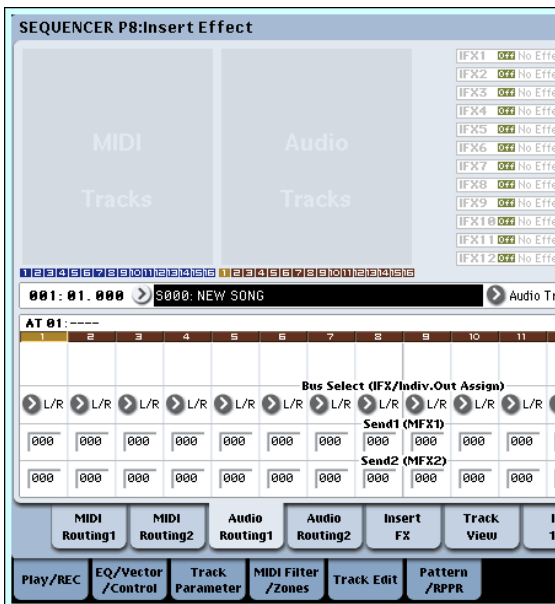 SEQUENCER P8:Insert Effect
IFX1 Off No Effe
IFX2 Off No Effe
IFX3 Off No Effe
IFX4 Off No Effe
IFX5 Off No Effe
IFX6 Off No Effe
IFX7 Off No Effe
IFX8 Off No Effe
IFX9 Off No Effe
IFX10 Off No Effe
IFX11 Off No Effe
IFX12 Off No Effe
MIDI Tracks
Audio Tracks
1 2 3 4 5 6 7 8 9 10 11 12 13 14 15 16 1 2 3 4 5 6 7 8 9 10 11 12 13 14 15 16
001:01.000 S000: NEW SONG Audio Tr
AT 01:----
1 2 3 4 5 6 7 8 9 10 11
Bus Select (IFX/Indiv.Out Assign)
L/R L/R L/R L/R L/R L/R L/R L/R L/R L/R L/R
Send1 (MFX1)
000 000 000 000 000 000 000 000 000 000 000
Send2 (MFX2)
000 000 000 000 000 000 000 000 000 000 000
MIDI Routing1
MIDI Routing2
Audio Routing1
Audio Routing2
Insert FX
Track View
Play/REC
EQ/Vector /Control
Track Parameter
MIDI Filter /Zones
Track Edit
Pattern /RPPR